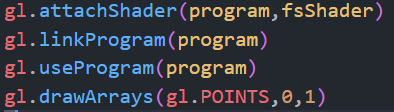 gl.attachShader(program,fsShader)
gl.linkProgram(program)
gl.useProgram(program)
gl.drawArrays(gl.POINTS,0,1)